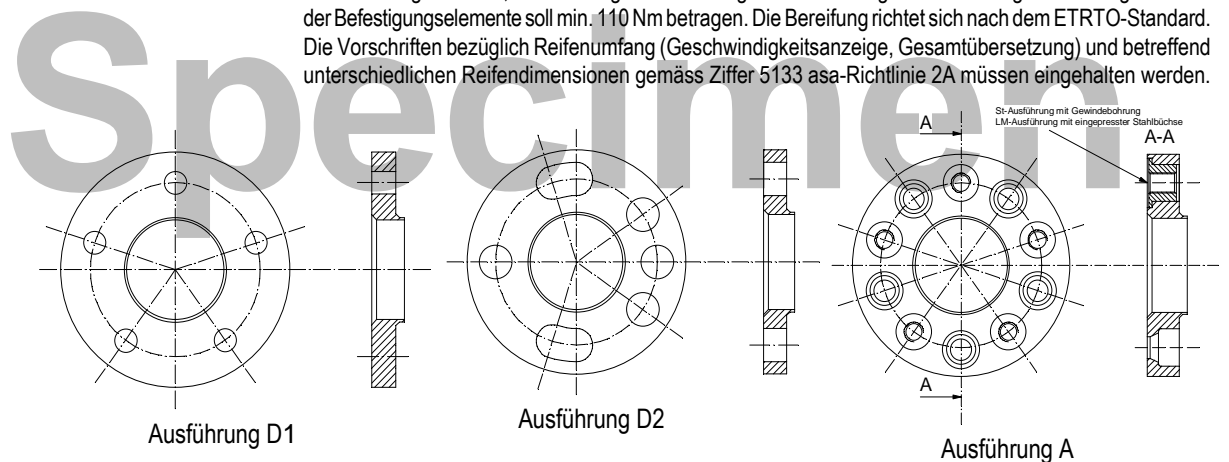 der Befestigungselemente soll min. 110 Nm betragen. Die Bereifung richtet sich nach dem ETRTO-Standard.
Die Vorschriften bezüglich Reifenumfang (Geschwindigkeitsanzeige, Gesamtübersetzung) und betreffend
unterschiedlichen Reifendimensionen gemäss Ziffer 5133 asa-Richtlinie 2A müssen eingehalten werden.
Specimen
St-Ausführung mit Gewindebohrung
LM-Ausführung mit eingepresster Stahlbüchse
A
A-A
A
Ausführung D1
Ausführung D2
Ausführung A